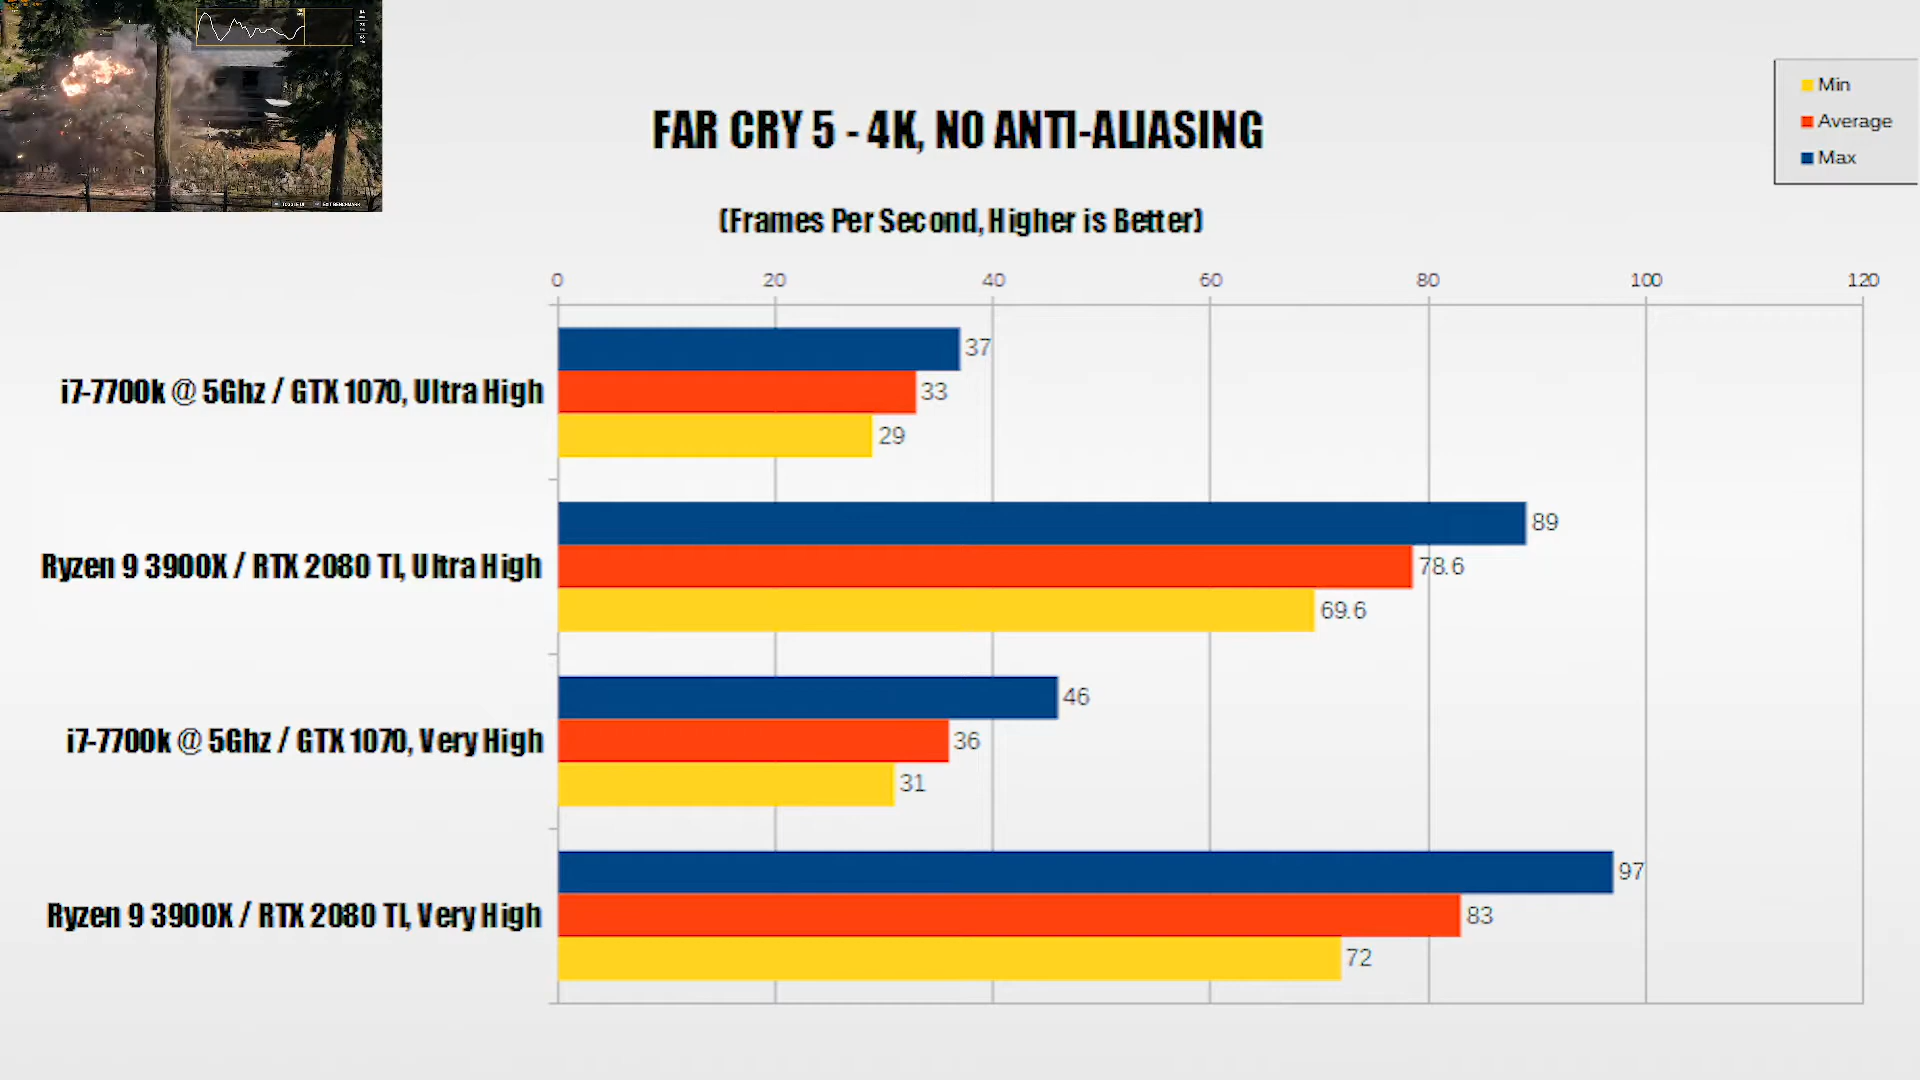 FAR CRY 5 - 4K, NO ANTI-ALIASING
(Frames Per Second, Higher is Better)
Min
Average
Max
0 20 40 60 80 100 120
i7-7700k @ 5Ghz / GTX 1070, Ultra High
37
33
29
Ryzen 9 3900X / RTX 2080 TI, Ultra High
89
78.6
69.6
i7-7700k @ 5Ghz / GTX 1070, Very High
46
36
31
Ryzen 9 3900X / RTX 2080 TI, Very High
97
83
72